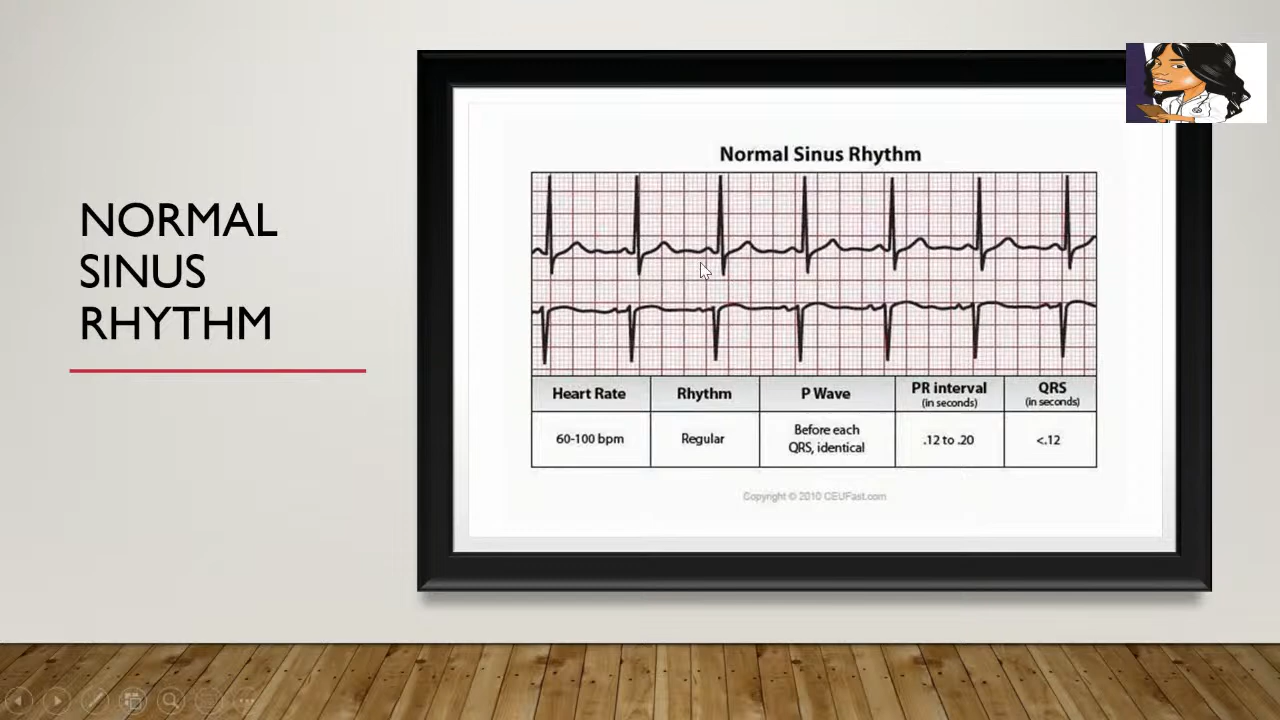 NORMAL
SINUS
RHYTHM
Normal Sinus Rhythm
Heart Rate
Rhythm
P Wave
PR interval
(in seconds)
QRS
(in seconds)
60-100 bpm
Regular
Before each
QRS, identical
.12 to .20
<.12
Copyright © 2010 CEUFast.com